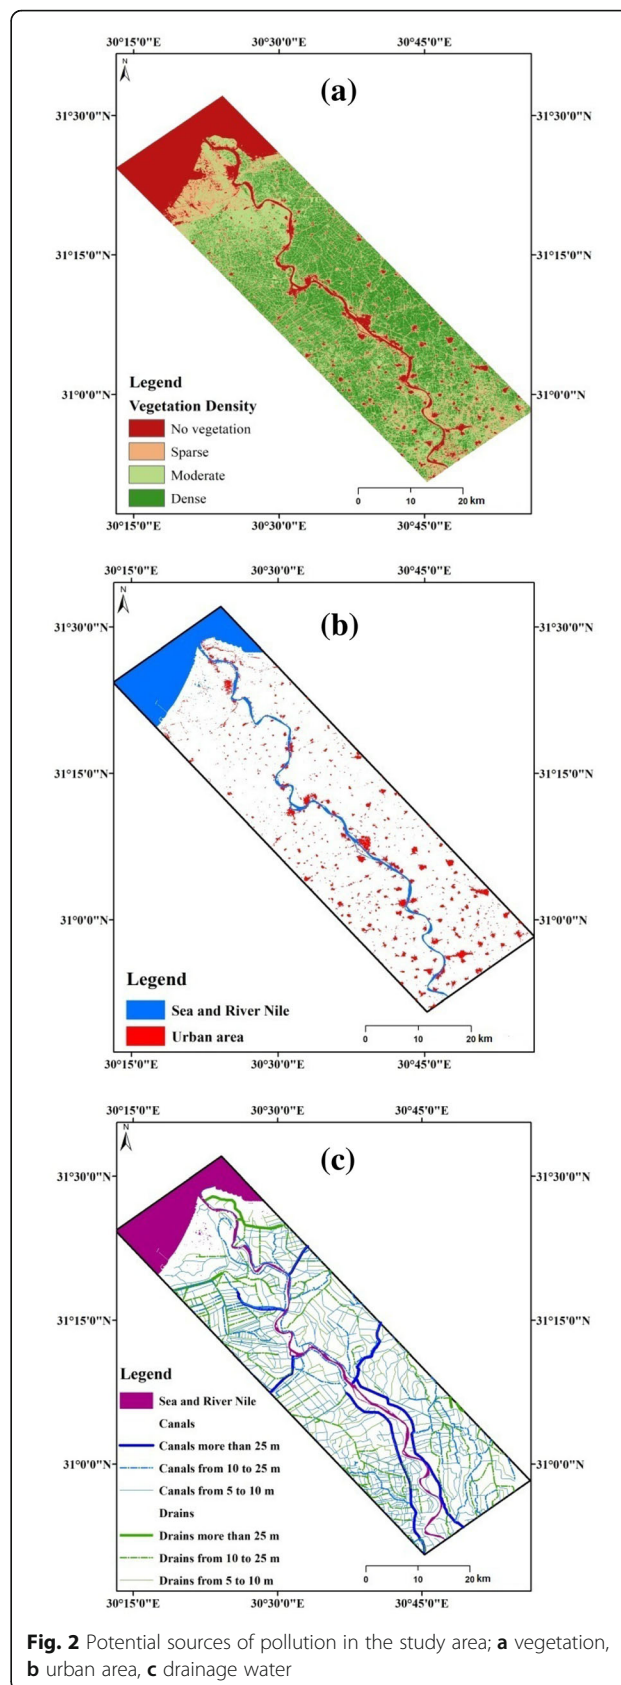 30°15'0"E 30°30'0"E 30°45'0"E
N
(a)
31°30'0"N 31°30'0"N
31°15'0"N 31°15'0"N
31°0'0"N 31°0'0"N
Legend
Vegetation Density
No vegetation
Sparse
Moderate
Dense
0 10 20 km
30°15'0"E 30°30'0"E 30°45'0"E
30°15'0"E 30°30'0"E 30°45'0"E
N
(b)
31°30'0"N 31°30'0"N
31°15'0"N 31°15'0"N
31°0'0"N 31°0'0"N
Legend
Sea and River Nile
Urban area
0 10 20 km
30°15'0"E 30°30'0"E 30°45'0"E
30°15'0"E 30°30'0"E 30°45'0"E
N
(c)
31°30'0"N 31°30'0"N
31°15'0"N 31°15'0"N
31°0'0"N 31°0'0"N
Legend
Sea and River Nile
Canals
Canals more than 25 m
Canals from 10 to 25 m
Canals from 5 to 10 m
Drains
Drains more than 25 m
Drains from 10 to 25 m
Drains from 5 to 10 m
0 10 20 km
30°15'0"E 30°30'0"E 30°45'0"E
Fig. 2 Potential sources of pollution in the study area; a vegetation,
b urban area, c drainage water